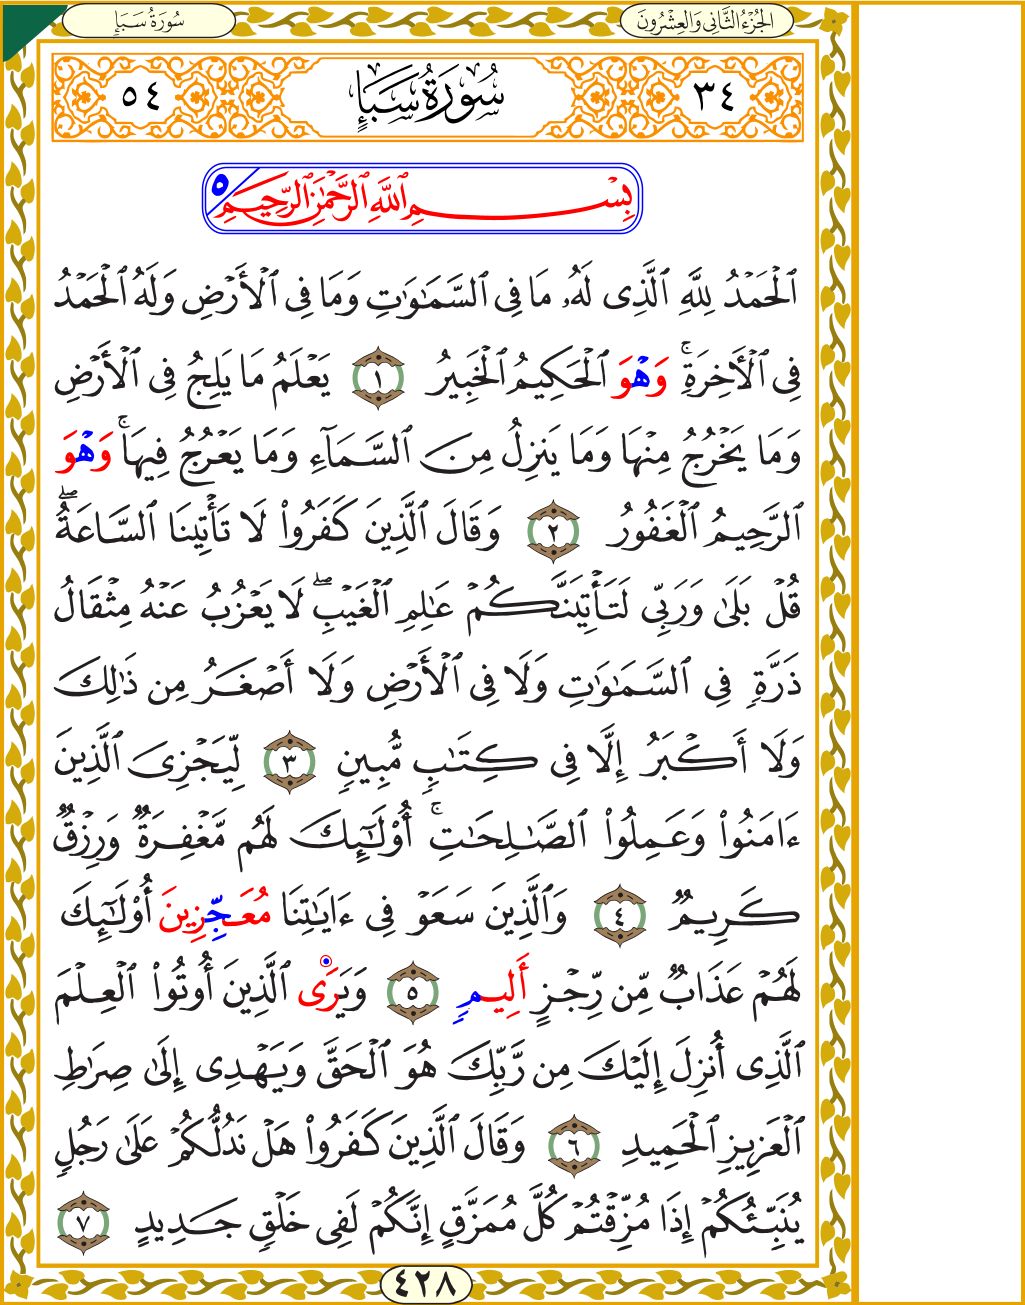 الجُزْءُ الثَّانِي وَالعِشْرُونَ
سُورَةُ سَبَإٍ
٣٤ سُورَةُ سَبَإٍ ٥٤
بِسْمِ ٱللَّهِ ٱلرَّحْمَٰنِ ٱلرَّحِيمِ ٥
ٱلْحَمْدُ لِلَّهِ ٱلَّذِى لَهُۥ مَا فِى ٱلسَّمَٰوَٰتِ وَمَا فِى ٱلْأَرْضِ وَلَهُ ٱلْحَمْدُ
فِى ٱلْأَخِرَةِۚ وَهْوَ ٱلْحَكِيمُ ٱلْخَبِيرُ ١ يَعْلَمُ مَا يَلِجُ فِى ٱلْأَرْضِ
وَمَا يَخْرُجُ مِنْهَا وَمَا يَنزِلُ مِنَ ٱلسَّمَآءِ وَمَا يَعْرُجُ فِيهَاۚ وَهْوَ
ٱلرَّحِيمُ ٱلْغَفُورُ ٢ وَقَالَ ٱلَّذِينَ كَفَرُوا۟ لَا تَأْتِينَا ٱلسَّاعَةُۖ
قُلْ بَلَىٰ وَرَبِّى لَتَأْتِيَنَّكُمْ عَٰلِمِ ٱلْغَيْبِۖ لَا يَعْزُبُ عَنْهُ مِثْقَالُ
ذَرَّةٍ فِى ٱلسَّمَٰوَٰتِ وَلَا فِى ٱلْأَرْضِ وَلَا أَصْغَرُ مِن ذَٰلِكَ
وَلَا أَكْبَرُ إِلَّا فِى كِتَٰبٍ مُّبِينٍ ٣ لِّيَجْزِىَ ٱلَّذِينَ
ءَامَنُوا۟ وَعَمِلُوا۟ ٱلصَّٰلِحَٰتِۚ أُو۟لَٰٓئِكَ لَهُم مَّغْفِرَةٌ وَرِزْقٌ
كَرِيمٌ ٤ وَٱلَّذِينَ سَعَوْ فِى ءَايَٰتِنَا مُعَجِّزِينَ أُو۟لَٰٓئِكَ
لَهُمْ عَذَابٌ مِّن رِّجْزٍ أَلِيمٍ ٥ وَيَرَى ٱلَّذِينَ أُوتُوا۟ ٱلْعِلْمَ
ٱلَّذِى أُنزِلَ إِلَيْكَ مِن رَّبِّكَ هُوَ ٱلْحَقَّ وَيَهْدِى إِلَىٰ صِرَٰطِ
ٱلْعَزِيزِ ٱلْحَمِيدِ ٦ وَقَالَ ٱلَّذِينَ كَفَرُوا۟ هَلْ نَدُلُّكُمْ عَلَىٰ رَجُلٍ
يُنَبِّئُكُمْ إِذَا مُزِّقْتُمْ كُلَّ مُمَزَّقٍ إِنَّكُمْ لَفِى خَلْقٍ جَدِيدٍ ٧
٤٢٨